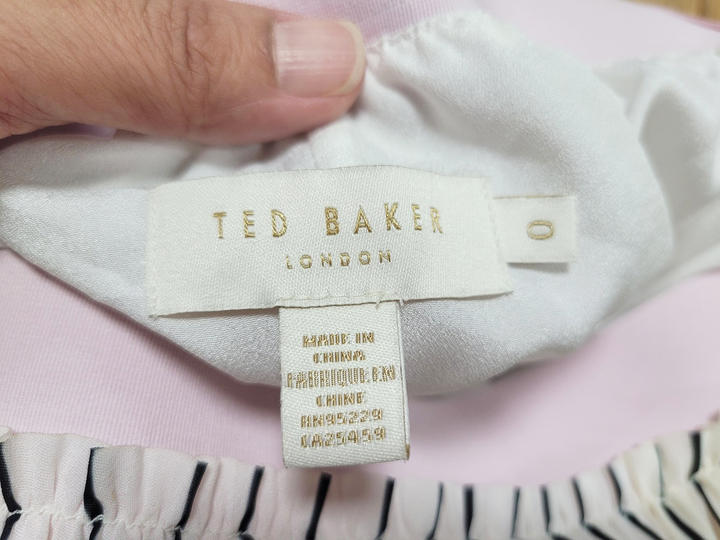 TED BAKER
LONDON
0
MADE IN
CHINA
FABRIQUE EN
CHINE
RN95229
CA25459